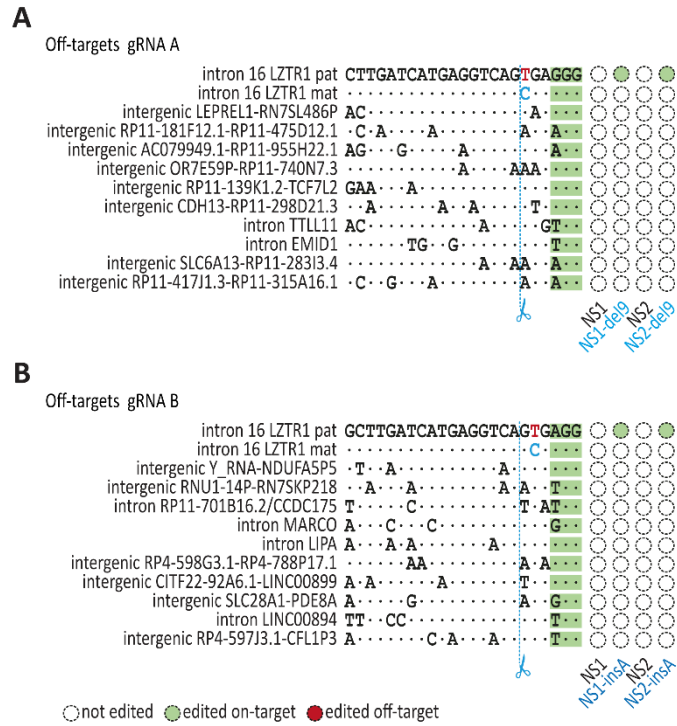 A
Off-targets gRNA A
intron 16 LZTR1 pat CTTGATCATGAGGTCAGTGAGGG
intron 16 LZTR1 mat ·················C·····
intergenic LEPREL1-RN7SL486P AC················A····
intergenic RP11-181F12.1-RP11-475D12.1 ·C·A····A········A··A··
intergenic AC079949.1-RP11-955H22.1 AG···G·····A········A··
intergenic OR7E59P-RP11-740N7.3 ···········A····AAA····
intergenic RP11-139K1.2-TCF7L2 GAA···A················
intergenic CDH13-RP11-298D21.3 ··A······A··A·····T····
intron TTLL11 AC···········A·····GT··
intron EMID1 ······TG··G·········T··
intergenic SLC6A13-RP11-283I3.4 ·············A··AA··A··
intergenic RP11-417J1.3-RP11-315A16.1 ·C··G···A········A··A··
NS1 NS1-del9 NS2 NS2-del9
B
Off-targets gRNA B
intron 16 LZTR1 pat GCTTGATCATGAGGTCAGTGAGG
intron 16 LZTR1 mat ··················C····
intergenic Y_RNA-NDUFA5P5 ·T··A··········A·······
intergenic RNU1-14P-RN7SKP218 ··A···A········A·A··T··
intron RP11-701B16.2/CCDC175 T·····C··········T·AT··
intron MARCO A···C···C···········G··
intron LIPA A···A·A·······A········
intergenic RP4-598G3.1-RP4-788P17.1 ······AA·········A·A···
intergenic CITF22-92A6.1-LINC00899 A·A······A·······T·····
intergenic SLC28A1-PDE8A A·····G··········A··G··
intron LINC00894 TT··CC··············T··
intergenic RP4-597J3.1-CFL1P3 A·······C·A···A·····T··
NS1 NS1-insA NS2 NS2-insA
not edited edited on-target edited off-target